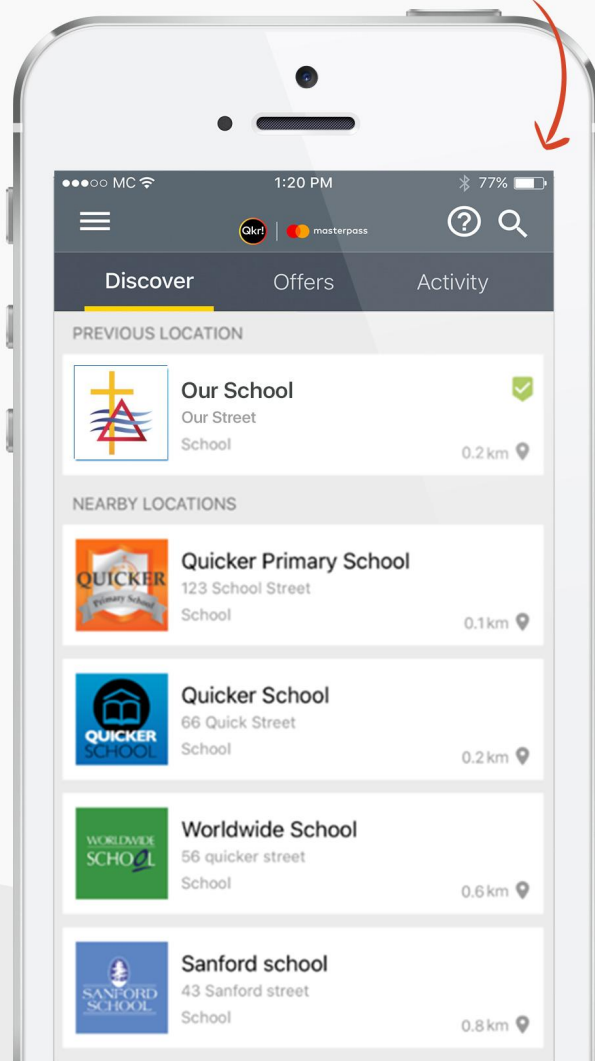 MC 1:20 PM 77%
Qkr! masterpass
Discover Offers Activity
PREVIOUS LOCATION
Our School
Our Street
School
0.2 km
NEARBY LOCATIONS
QUICKER
Primary School
Quicker Primary School
123 School Street
School
0.1 km
QUICKER
SCHOOL
Quicker School
66 Quick Street
School
0.2 km
WORLDWIDE
SCHOOL
Worldwide School
56 quicker street
School
0.6 km
SANFORD
SCHOOL
Sanford school
43 Sanford street
School
0.8 km